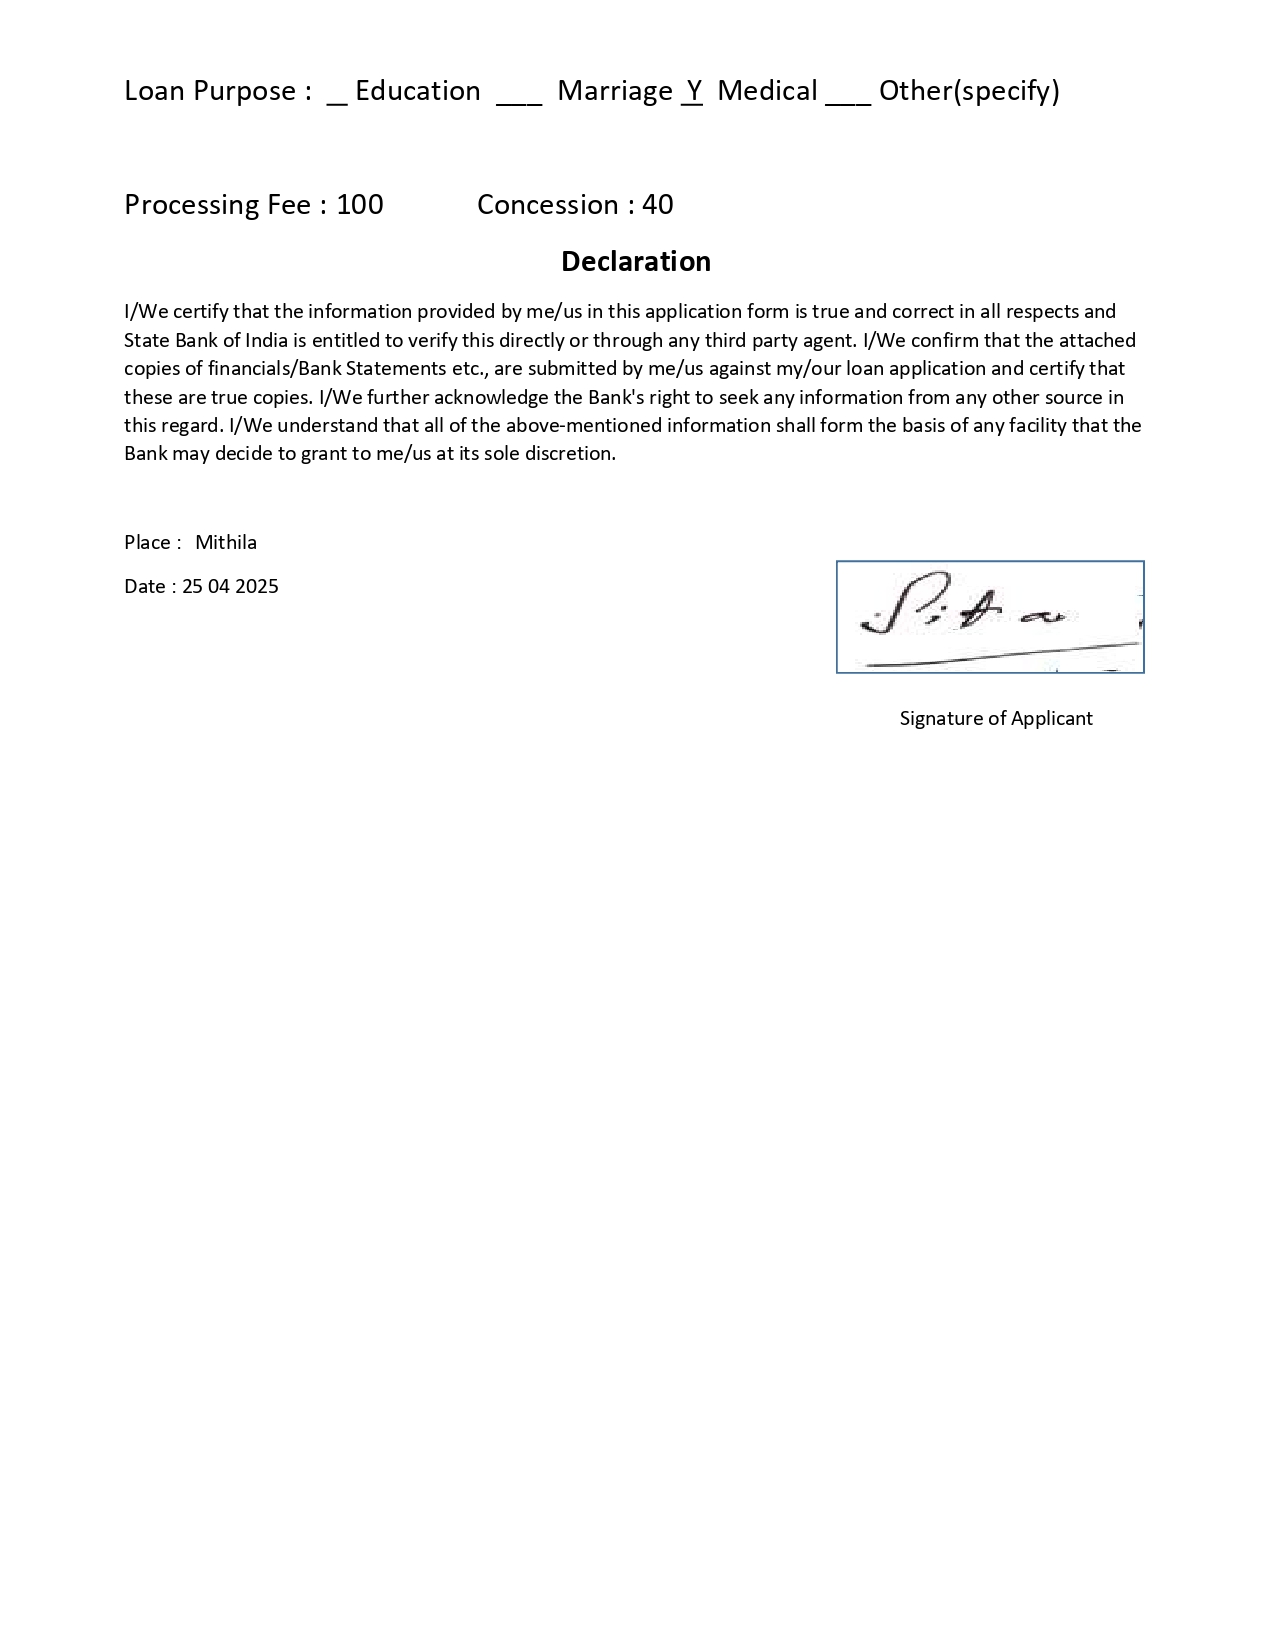 Loan Purpose : __ Education ___ Marriage Y Medical ___ Other(specify)
Processing Fee : 100 Concession : 40
Declaration
I/We certify that the information provided by me/us in this application form is true and correct in all respects and
State Bank of India is entitled to verify this directly or through any third party agent. I/We confirm that the attached
copies of financials/Bank Statements etc., are submitted by me/us against my/our loan application and certify that
these are true copies. I/We further acknowledge the Bank's right to seek any information from any other source in
this regard. I/We understand that all of the above-mentioned information shall form the basis of any facility that the
Bank may decide to grant to me/us at its sole discretion.
Place : Mithila
Date : 25 04 2025
Sita
Signature of Applicant